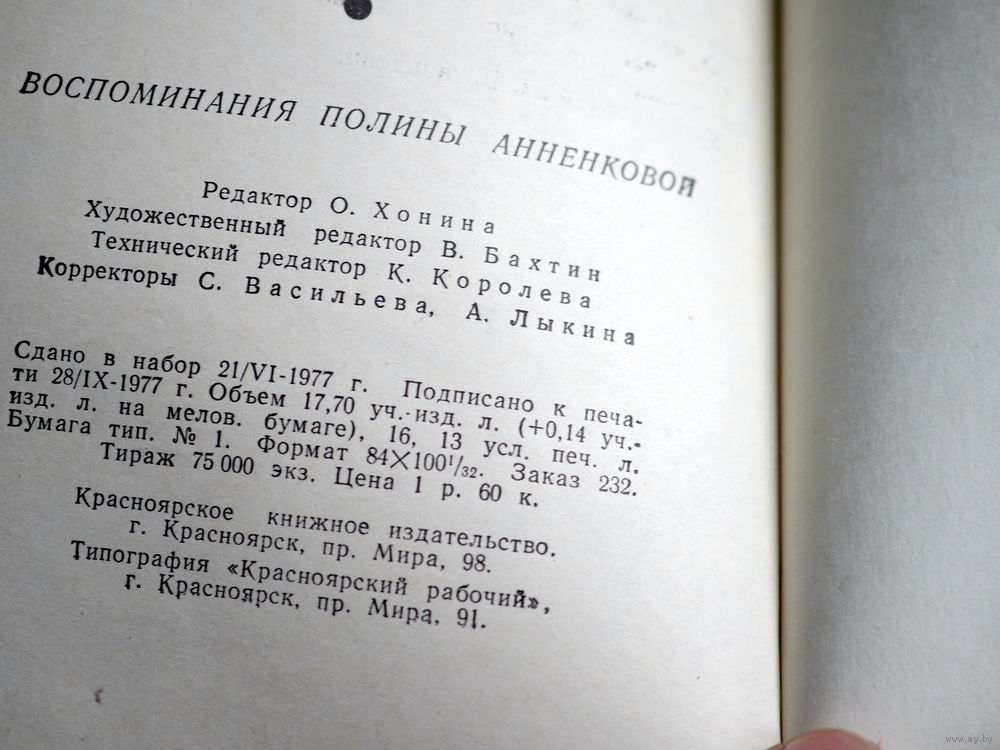 ВОСПОМИНАНИЯ ПОЛИНЫ АННЕНКОВОЙ
Редактор О. Хонина
Художественный редактор В. Бахтин
Технический редактор К. Королева
Корректоры С. Васильева, А. Лыкина
Сдано в набор 21/VI-1977 г. Подписано к печа-
ти 28/IX-1977 г. Объем 17,70 уч.-изд. л. (+0,14 уч.-
изд. л. на мелов. бумаге), 16, 13 усл. печ. л.
Бумага тип. № 1. Формат 84×100¹/₃₂. Заказ 232.
Тираж 75 000 экз. Цена 1 р. 60 к.
Красноярское книжное издательство.
г. Красноярск, пр. Мира, 98.
Типография «Красноярский рабочий»,
г. Красноярск, пр. Мира, 91.
www.ay.by